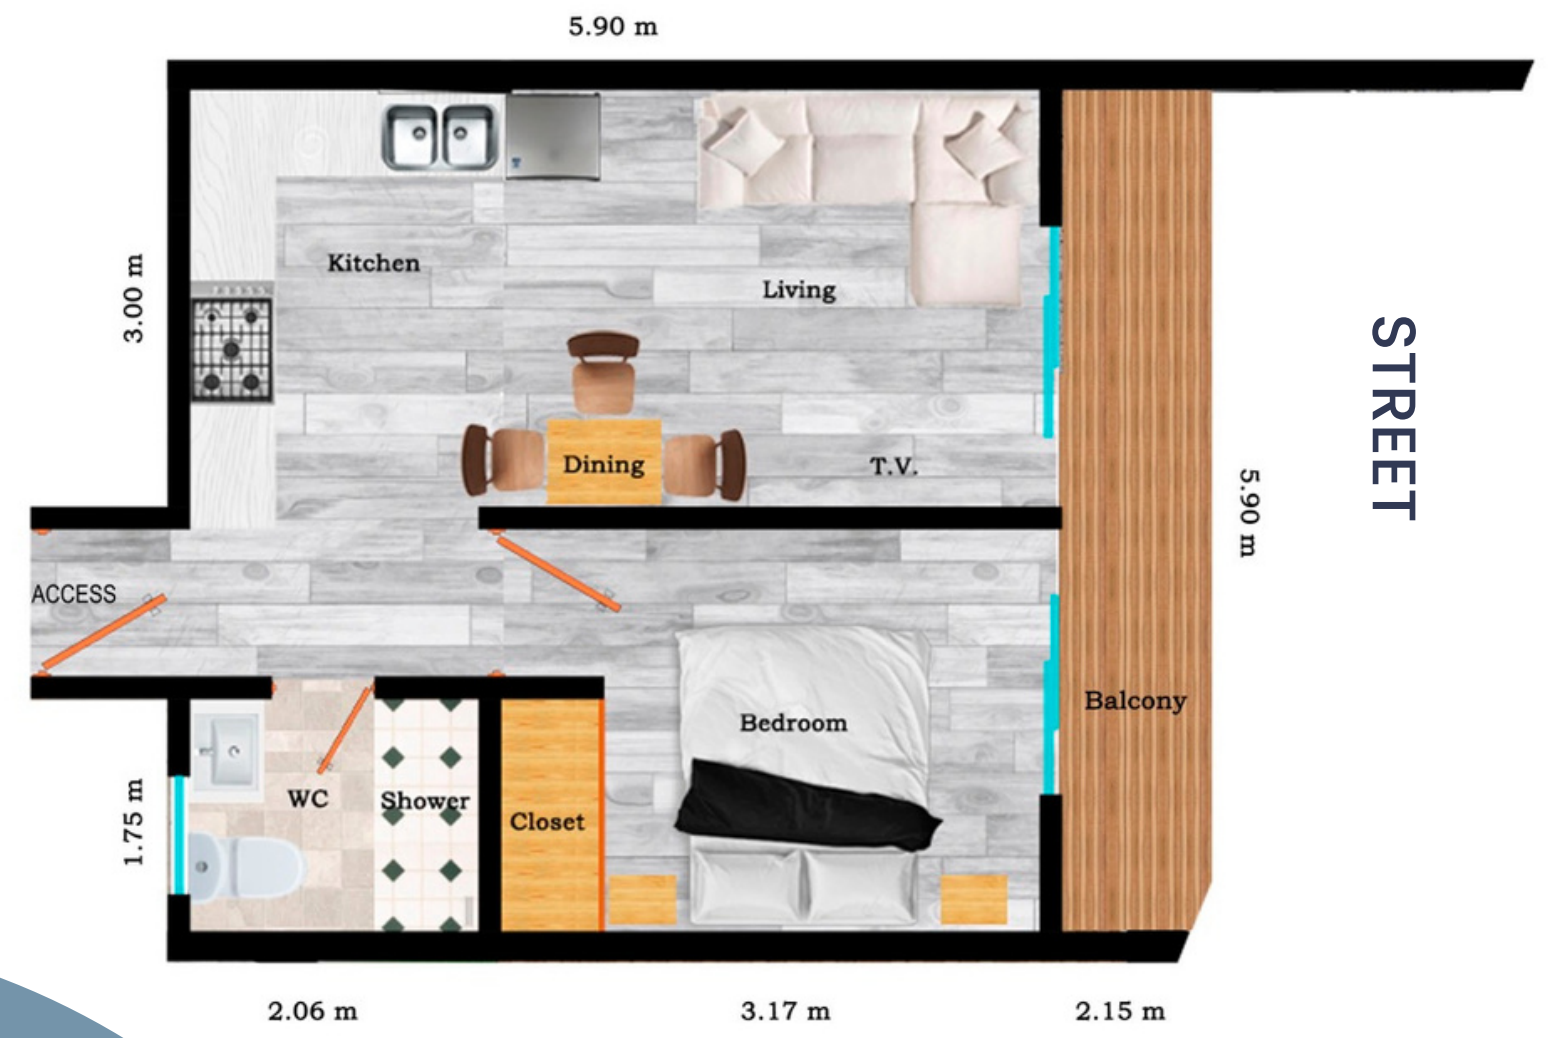 5.90 m
Kitchen
Living
3.00 m
STREET
Dining
T.V.
5.90 m
ACCESS
Balcony
Bedroom
WC
Shower
Closet
1.75 m
2.06 m
3.17 m
2.15 m